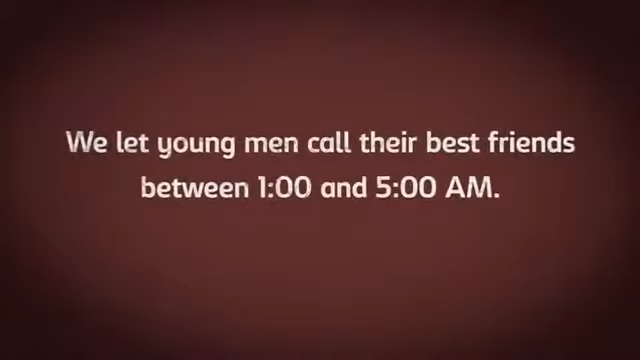 We let young men call their best friends
between 1:00 and 5:00 AM.